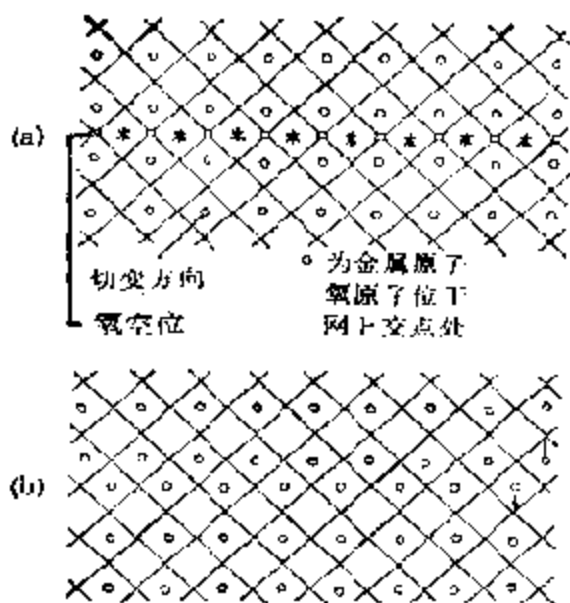 (a)
切变方向
氧空位
o 为金属原子
氧原子位于
网上交点处
(b)